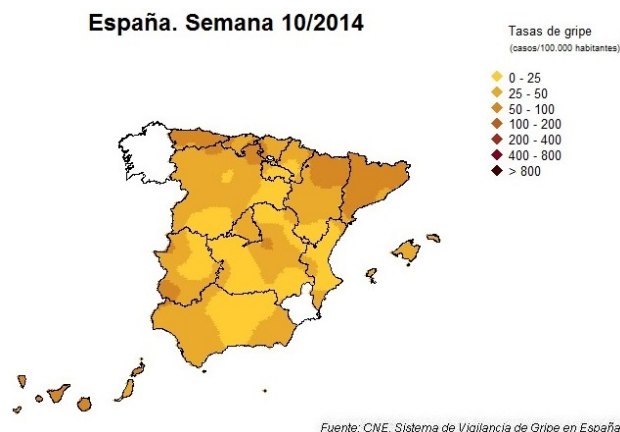 España. Semana 10/2014
Tasas de gripe
(casos/100.000 habitantes)
0 - 25
25 - 50
50 - 100
100 - 200
200 - 400
400 - 800
> 800
Fuente: CNE. Sistema de Vigilancia de Gripe en España